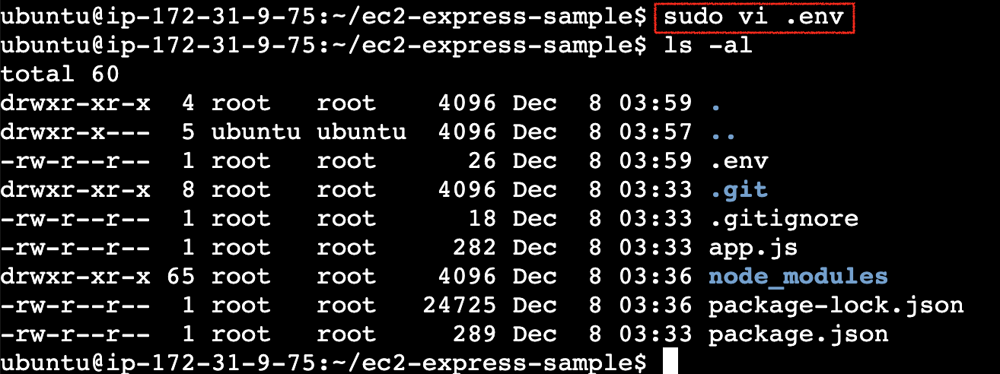 ubuntu@ip-172-31-9-75:~/ec2-express-sample$ sudo vi .env
ubuntu@ip-172-31-9-75:~/ec2-express-sample$ ls -al
total 60
drwxr-xr-x  4 root   root    4096 Dec  8 03:59 .
drwxr-x---  5 ubuntu ubuntu  4096 Dec  8 03:57 ..
-rw-r--r--  1 root   root      26 Dec  8 03:59 .env
drwxr-xr-x  8 root   root    4096 Dec  8 03:33 .git
-rw-r--r--  1 root   root      18 Dec  8 03:33 .gitignore
-rw-r--r--  1 root   root     282 Dec  8 03:33 app.js
drwxr-xr-x 65 root   root    4096 Dec  8 03:36 node_modules
-rw-r--r--  1 root   root   24725 Dec  8 03:36 package-lock.json
-rw-r--r--  1 root   root     289 Dec  8 03:33 package.json
ubuntu@ip-172-31-9-75:~/ec2-express-sample$